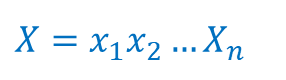 X = x₁x₂ … Xₙ